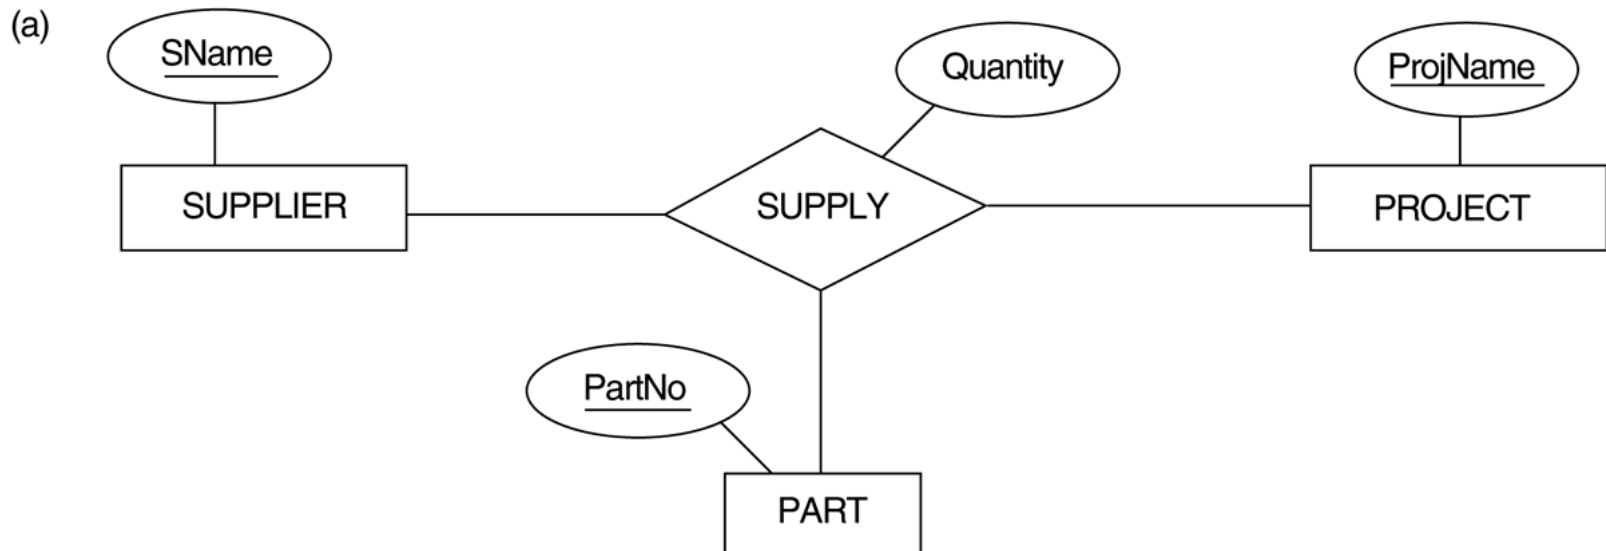 (a)
SName
Quantity
ProjName
SUPPLIER
SUPPLY
PROJECT
PartNo
PART